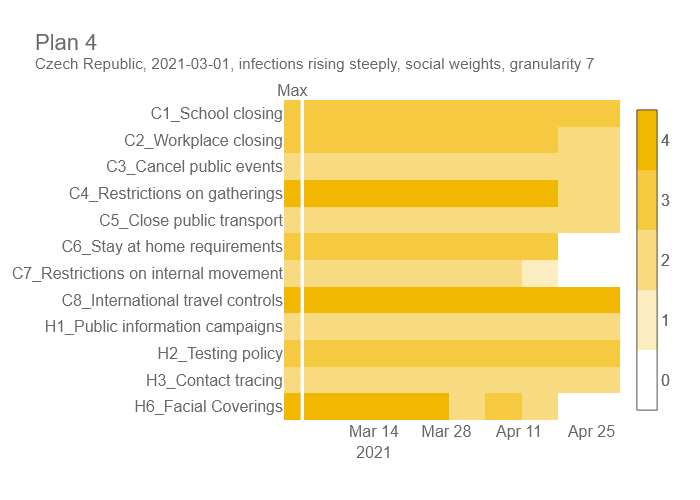 Plan 4
Czech Republic, 2021-03-01, infections rising steeply, social weights, granularity 7
Max
C1_School closing
C2_Workplace closing
C3_Cancel public events
C4_Restrictions on gatherings
C5_Close public transport
C6_Stay at home requirements
C7_Restrictions on internal movement
C8_International travel controls
H1_Public information campaigns
H2_Testing policy
H3_Contact tracing
H6_Facial Coverings
4
3
2
1
0
Mar 14 Mar 28 Apr 11 Apr 25
2021